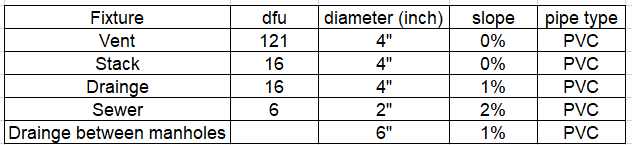 Fixture dfu diameter (inch) slope pipe type
Vent 121 4" 0% PVC
Stack 16 4" 0% PVC
Drainge 16 4" 1% PVC
Sewer 6 2" 2% PVC
Drainge between manholes 6" 1% PVC